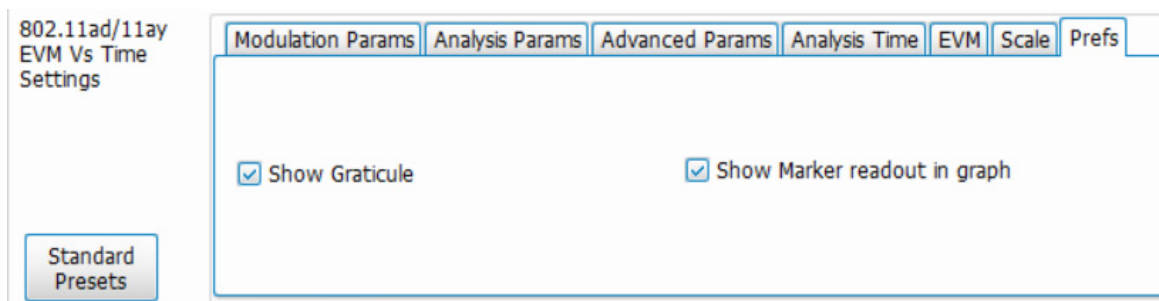 802.11ad/11ay
EVM Vs Time
Settings
Modulation Params Analysis Params Advanced Params Analysis Time EVM Scale Prefs
Show Graticule Show Marker readout in graph
Standard
Presets